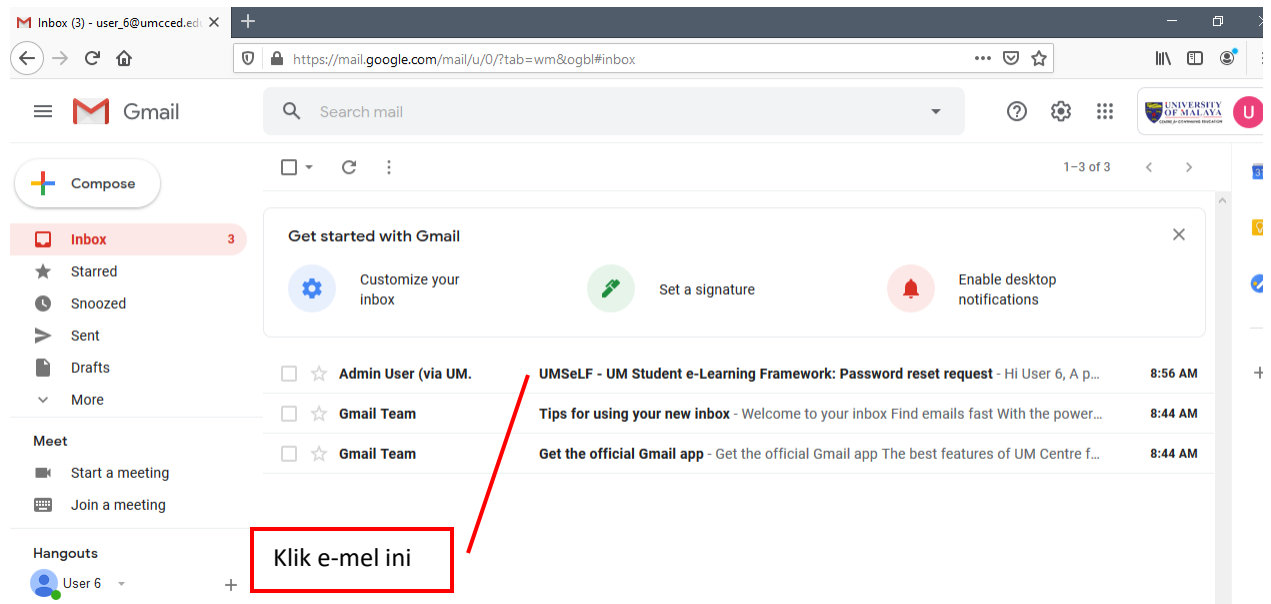 Inbox (3) - user_6@umcced.edu
https://mail.google.com/mail/u/0/?tab=wm&ogbl#inbox
Gmail
Search mail
UNIVERSITY
OF MALAYA
CENTRE for CONTINUING EDUCATION
U
Compose
1–3 of 3
31
Inbox 3
Starred
Snoozed
Sent
Drafts
More
Get started with Gmail
Customize your
inbox
Set a signature
Enable desktop
notifications
Admin User (via UM. UMSeLF - UM Student e-Learning Framework: Password reset request - Hi User 6, A p... 8:56 AM
Gmail Team Tips for using your new inbox - Welcome to your inbox Find emails fast With the power... 8:44 AM
Gmail Team Get the official Gmail app - Get the official Gmail app The best features of UM Centre f... 8:44 AM
Meet
Start a meeting
Join a meeting
Hangouts
User 6
Klik e-mel ini